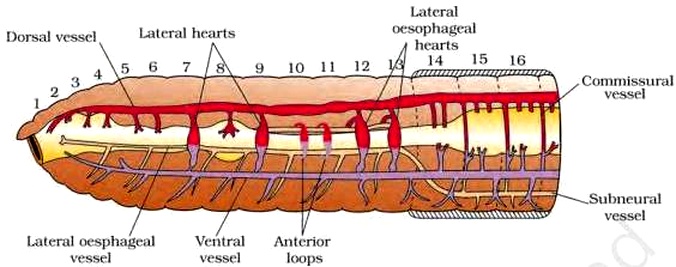 Lateral
oesophageal
hearts
Lateral hearts
Dorsal vessel
1 2 3 4 5 6 7 8 9 10 11 12 13 14 15 16
Commissural
vessel
Subneural
vessel
Lateral oesphageal
vessel
Ventral
vessel
Anterior
loops